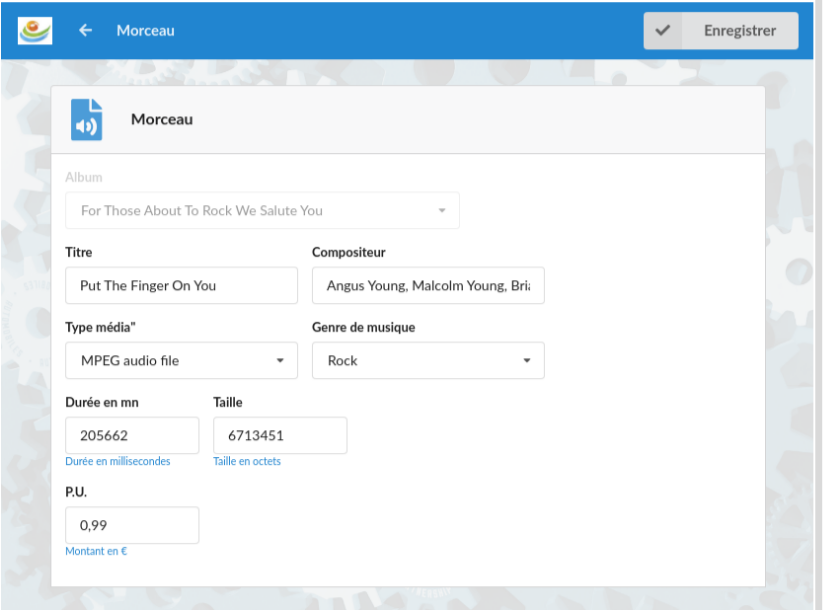 Morceau
Enregistrer
Morceau
Album
For Those About To Rock We Salute You
Titre
Compositeur
Put The Finger On You
Angus Young, Malcolm Young, Bria
Type média"
Genre de musique
MPEG audio file
Rock
Durée en mn
Taille
205662
6713451
Durée en millisecondes
Taille en octets
P.U.
0,99
Montant en €